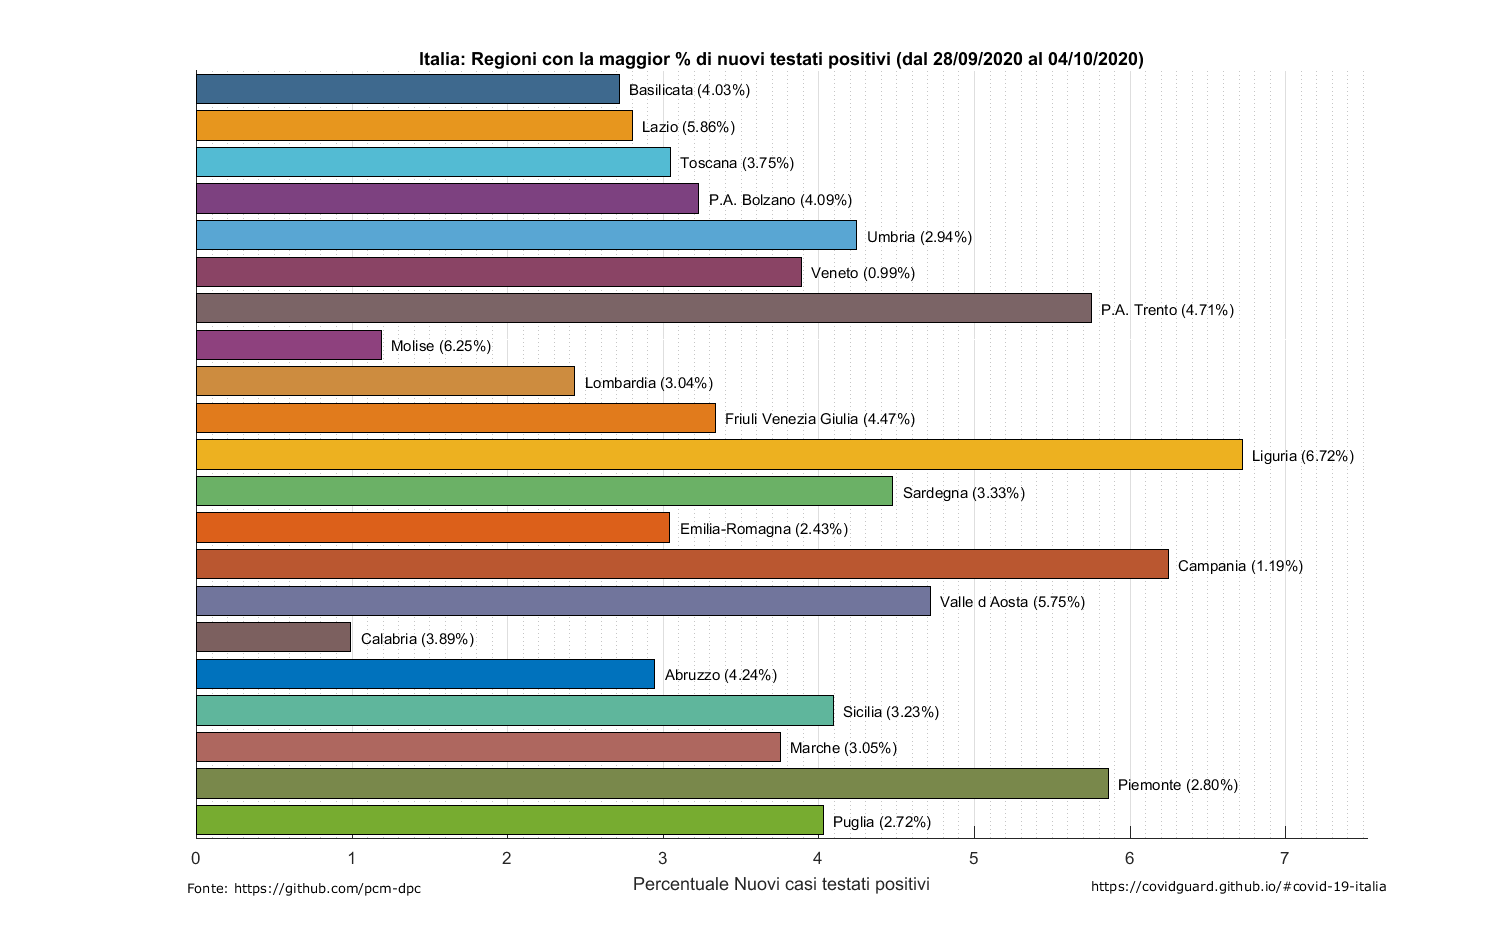 Italia: Regioni con la maggior % di nuovi testati positivi (dal 28/09/2020 al 04/10/2020)
Basilicata (4.03%)
Lazio (5.86%)
Toscana (3.75%)
P.A. Bolzano (4.09%)
Umbria (2.94%)
Veneto (0.99%)
P.A. Trento (4.71%)
Molise (6.25%)
Lombardia (3.04%)
Friuli Venezia Giulia (4.47%)
Liguria (6.72%)
Sardegna (3.33%)
Emilia-Romagna (2.43%)
Campania (1.19%)
Valle d Aosta (5.75%)
Calabria (3.89%)
Abruzzo (4.24%)
Sicilia (3.23%)
Marche (3.05%)
Piemonte (2.80%)
Puglia (2.72%)
0 1 2 3 4 5 6 7
Percentuale Nuovi casi testati positivi
Fonte: https://github.com/pcm-dpc
https://covidguard.github.io/#covid-19-italia